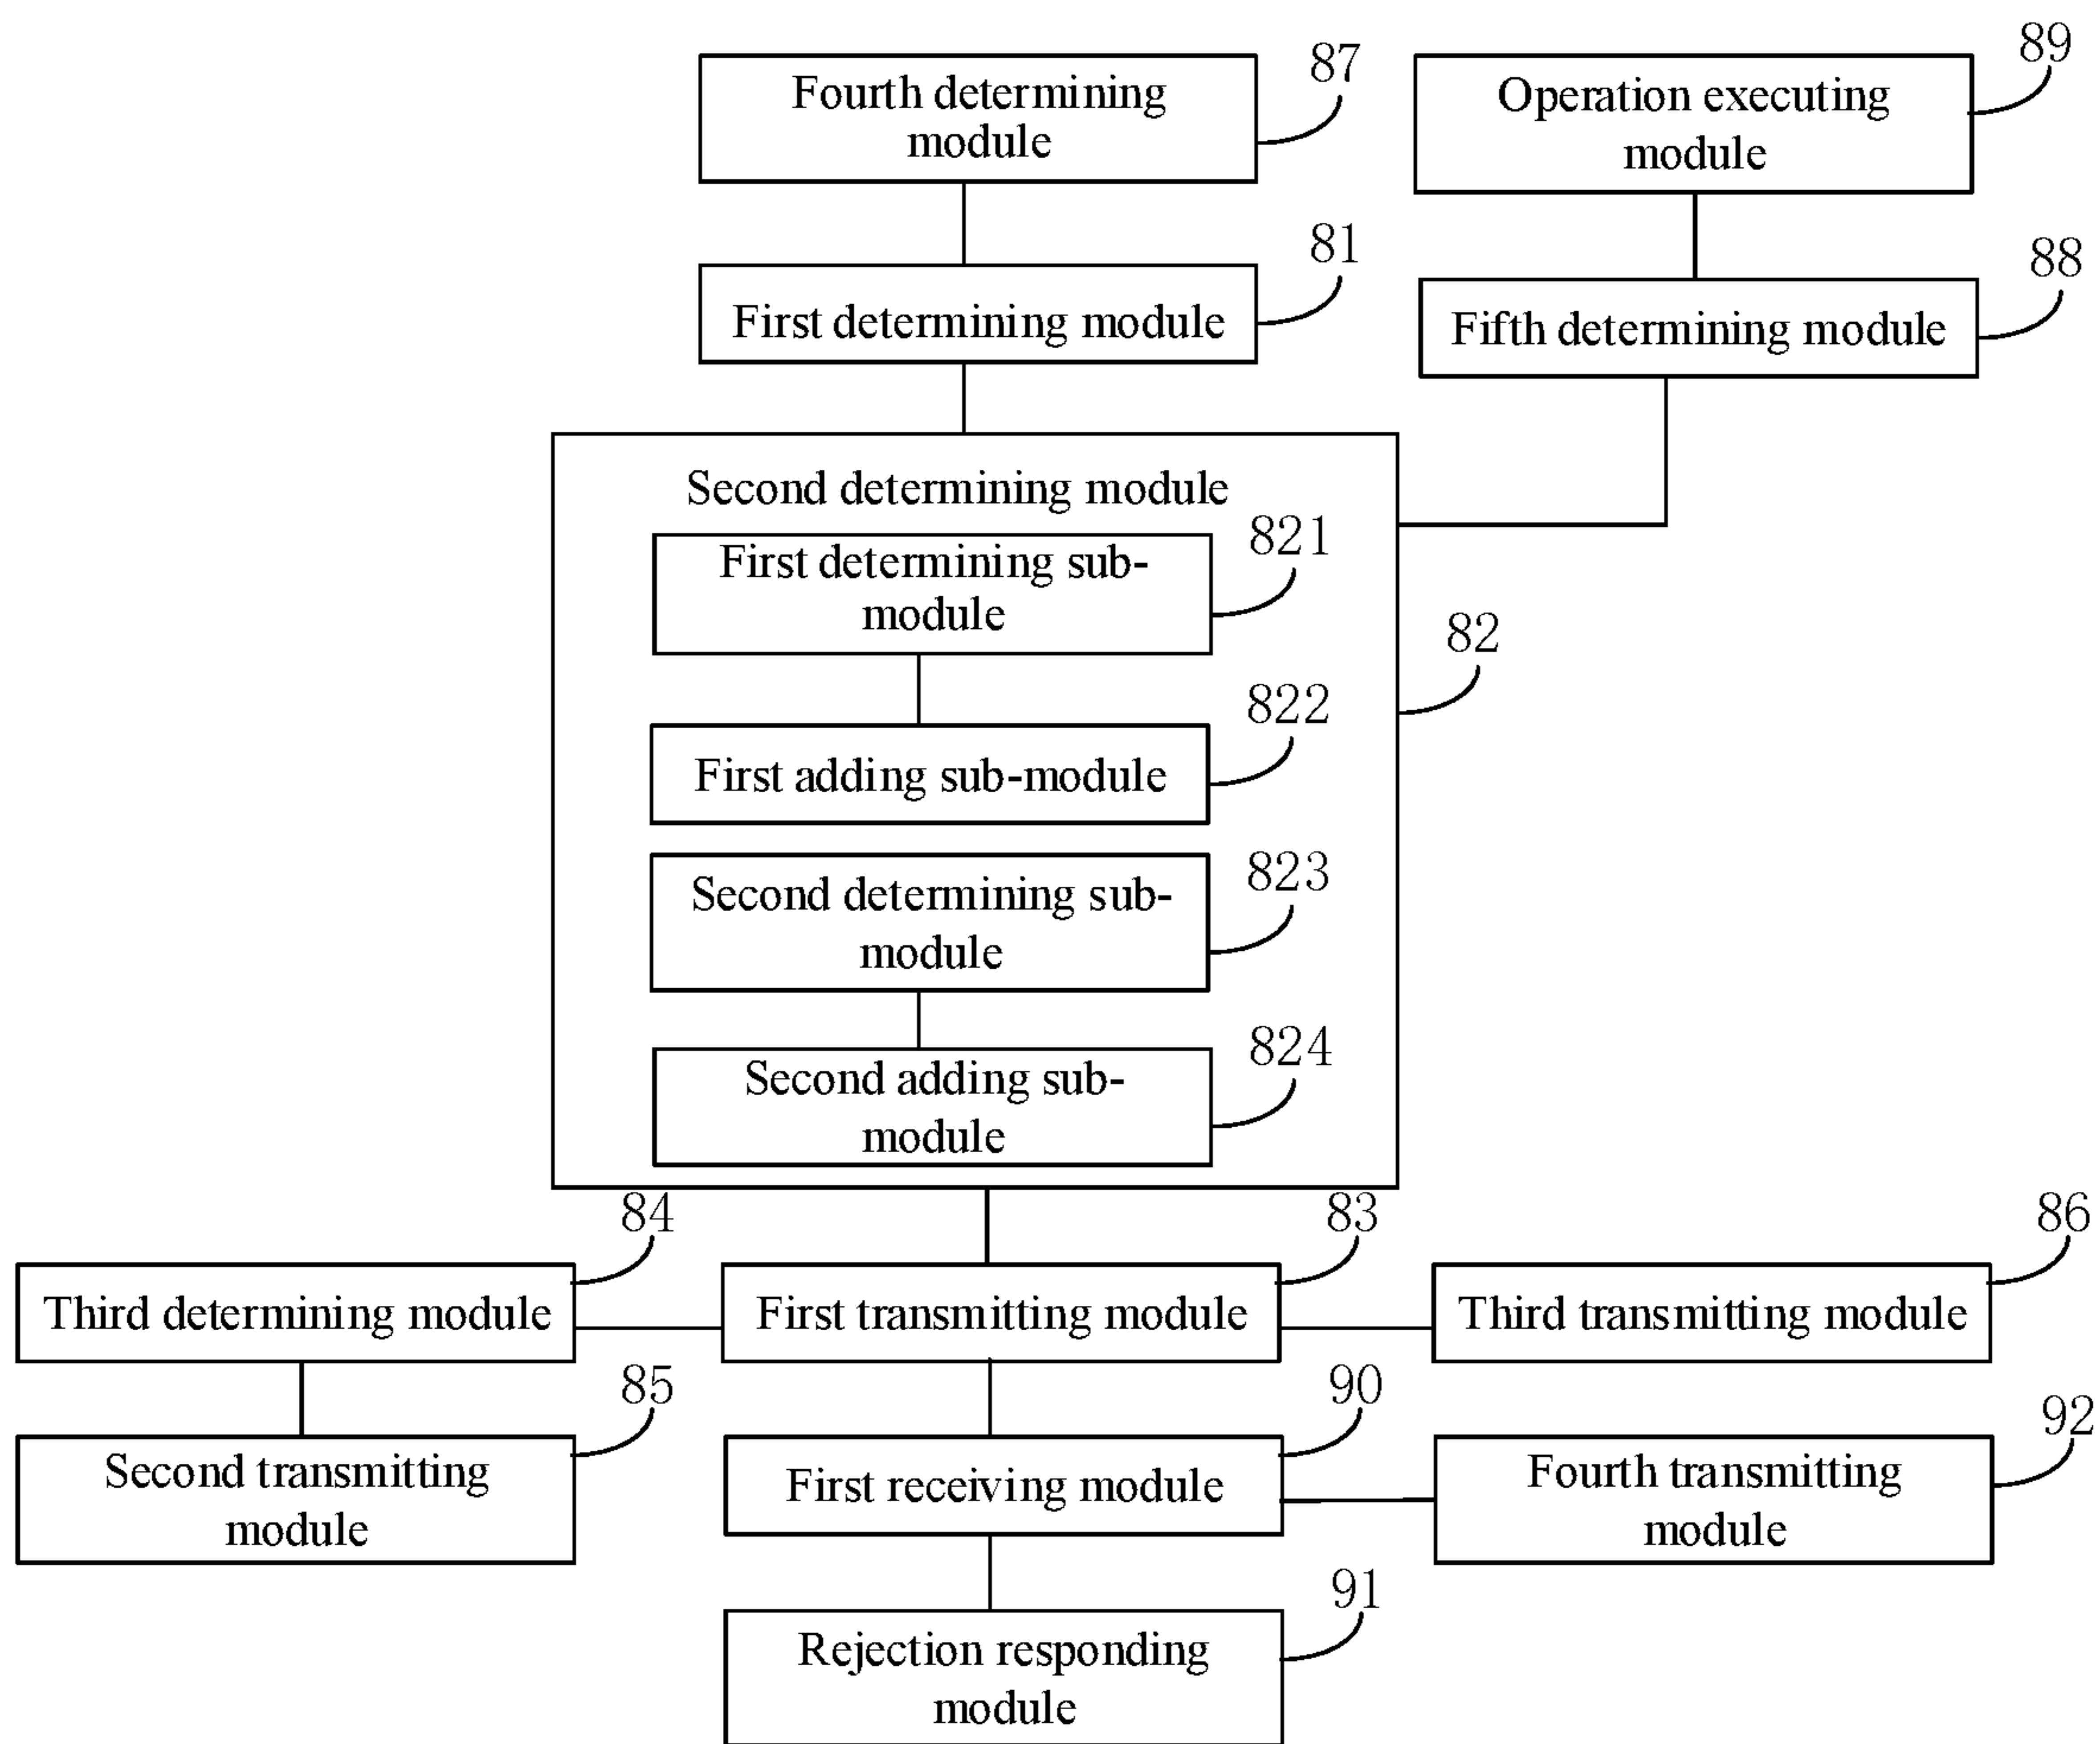 87
Fourth determining
module
89
Operation executing
module
81
First determining module
88
Fifth determining module
Second determining module
821
First determining sub-
module
82
822
First adding sub-module
823
Second determining sub-
module
824
Second adding sub-
module
84
Third determining module
83
First transmitting module
86
Third transmitting module
85
Second transmitting
module
90
First receiving module
92
Fourth transmitting
module
91
Rejection responding
module